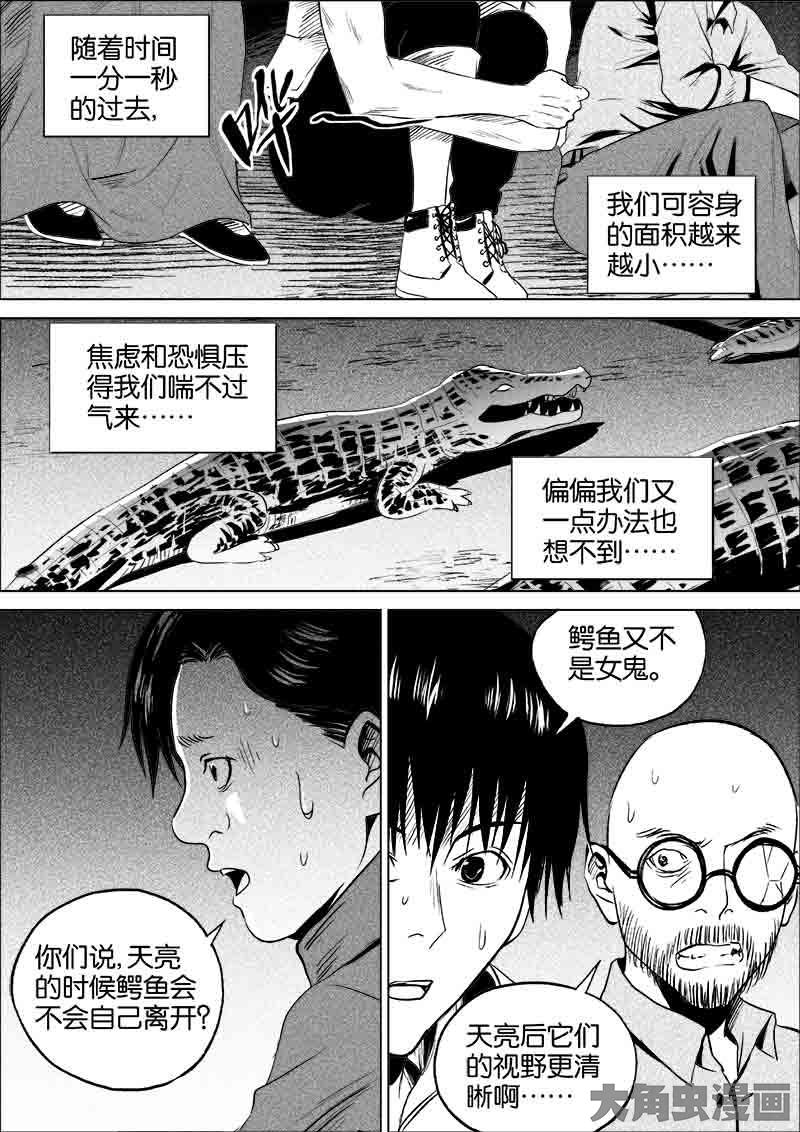 随着时间
一分一秒
的过去，
哗
我们可容身
的面积越来
越小……
焦虑和恐惧压
得我们喘不过
气来……
偏偏我们又
一点办法也
想不到……
你们说，天亮
的时候鳄鱼会
不会自己离开？
鳄鱼又不
是女鬼。
天亮后它们
的视野更清
晰啊……
大角虫漫画